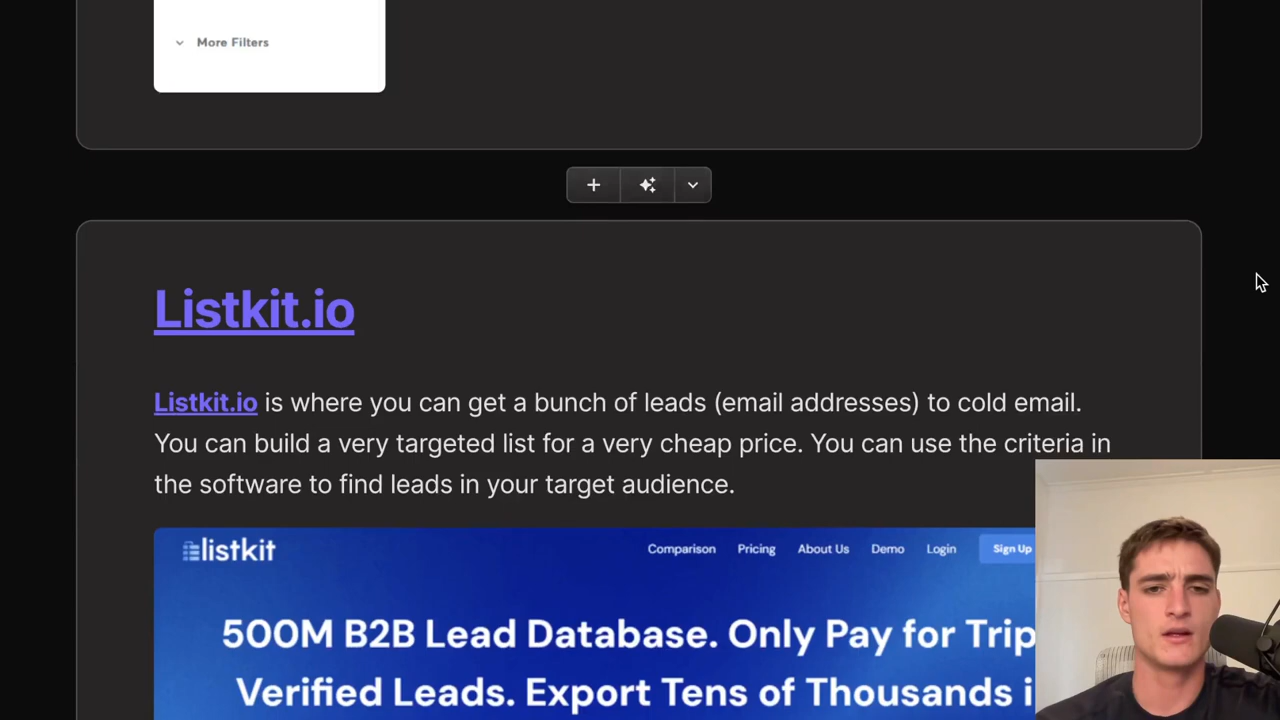 More Filters
Listkit.io
Listkit.io is where you can get a bunch of leads (email addresses) to cold email.
You can build a very targeted list for a very cheap price. You can use the criteria in
the software to find leads in your target audience.
listkit
Comparison Pricing About Us Demo Login Sign Up
500M B2B Lead Database. Only Pay for Trip
Verified Leads. Export Tens of Thousands i